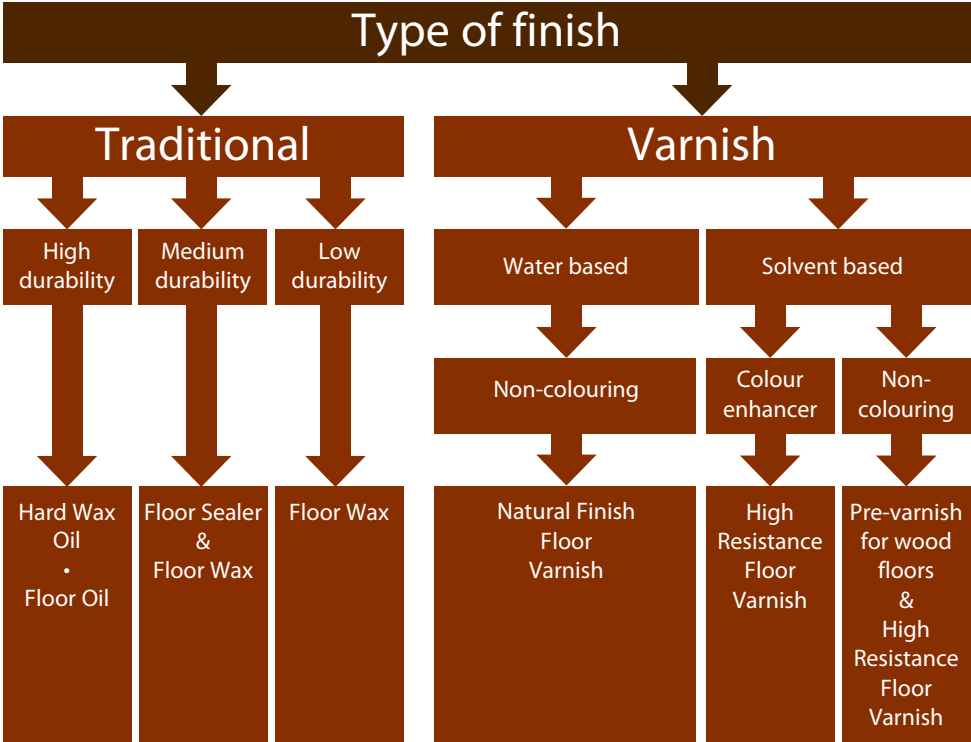 Type of finish
Traditional
Varnish
High
durability
Medium
durability
Low
durability
Water based
Solvent based
Non-colouring
Colour
enhancer
Non-
colouring
Hard Wax
Oil
•
Floor Oil
Floor Sealer
&
Floor Wax
Floor Wax
Natural Finish
Floor
Varnish
High
Resistance
Floor
Varnish
Pre-varnish
for wood
floors
&
High
Resistance
Floor
Varnish